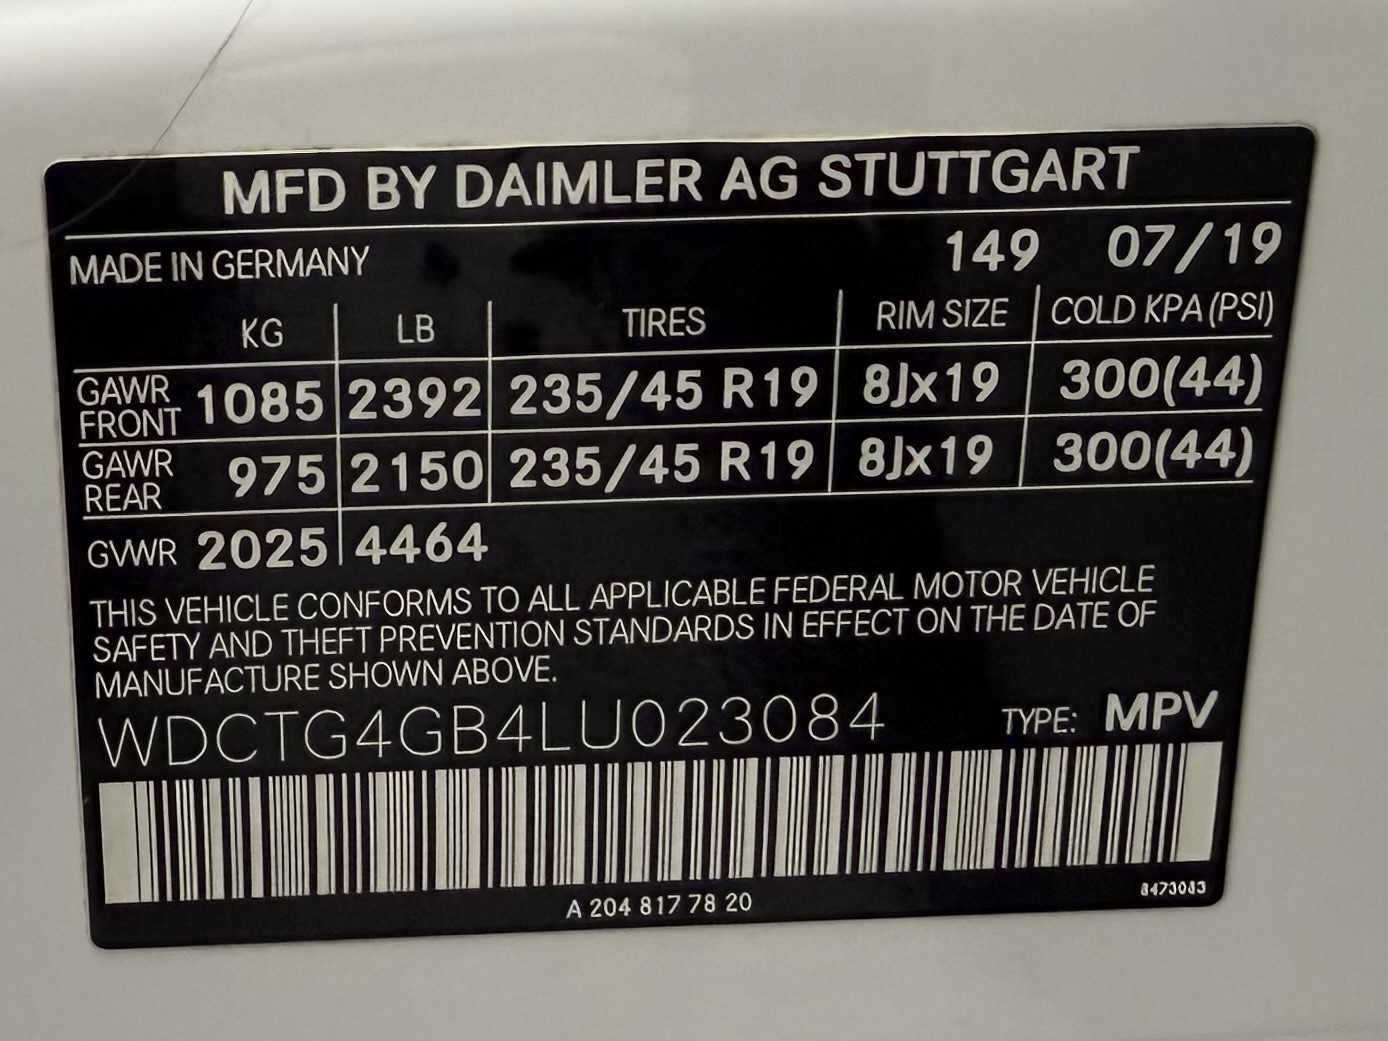 MFD BY DAIMLER AG STUTTGART
MADE IN GERMANY 149 07/19
KG LB TIRES RIM SIZE COLD KPA (PSI)
GAWR FRONT 1085 2392 235/45 R19 8Jx19 300(44)
GAWR REAR 975 2150 235/45 R19 8Jx19 300(44)
GVWR 2025 4464
THIS VEHICLE CONFORMS TO ALL APPLICABLE FEDERAL MOTOR VEHICLE
SAFETY AND THEFT PREVENTION STANDARDS IN EFFECT ON THE DATE OF
MANUFACTURE SHOWN ABOVE.
WDCTG4GB4LU023084 TYPE: MPV
A 204 817 78 20
8473083